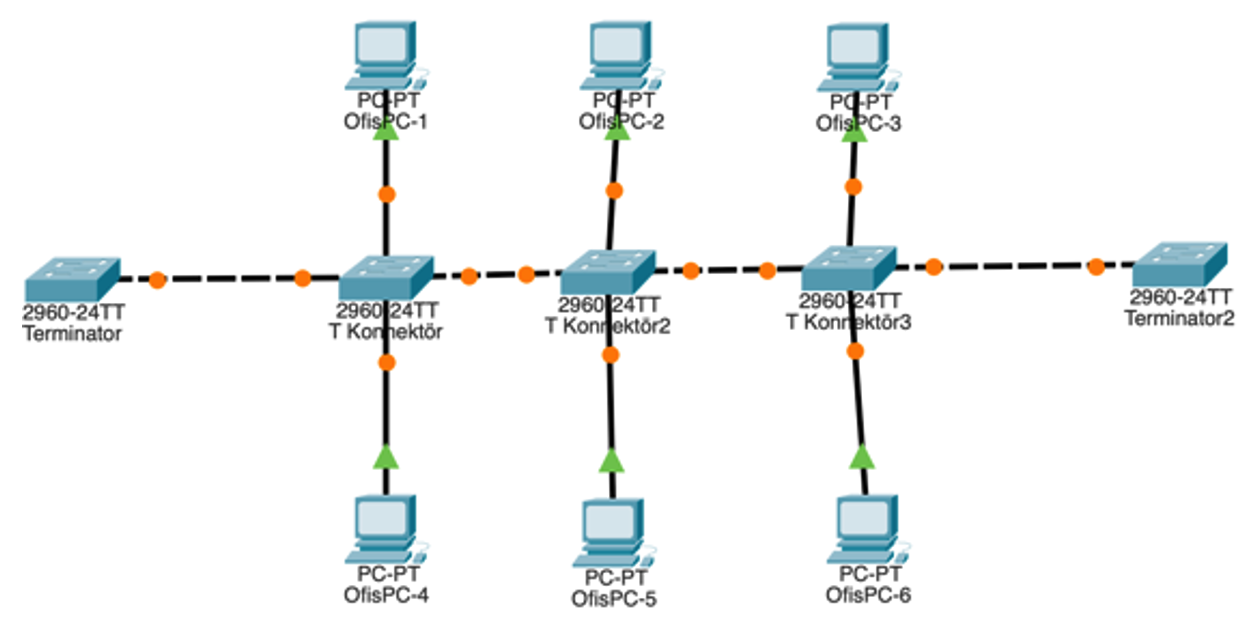 PC-PT
OfisPC-1
PC-PT
OfisPC-2
PC-PT
OfisPC-3
2960-24TT
Terminator
2960-24TT
T Konnektör
2960-24TT
T Konnektör2
2960-24TT
T Konnektör3
2960-24TT
Terminator2
PC-PT
OfisPC-4
PC-PT
OfisPC-5
PC-PT
OfisPC-6